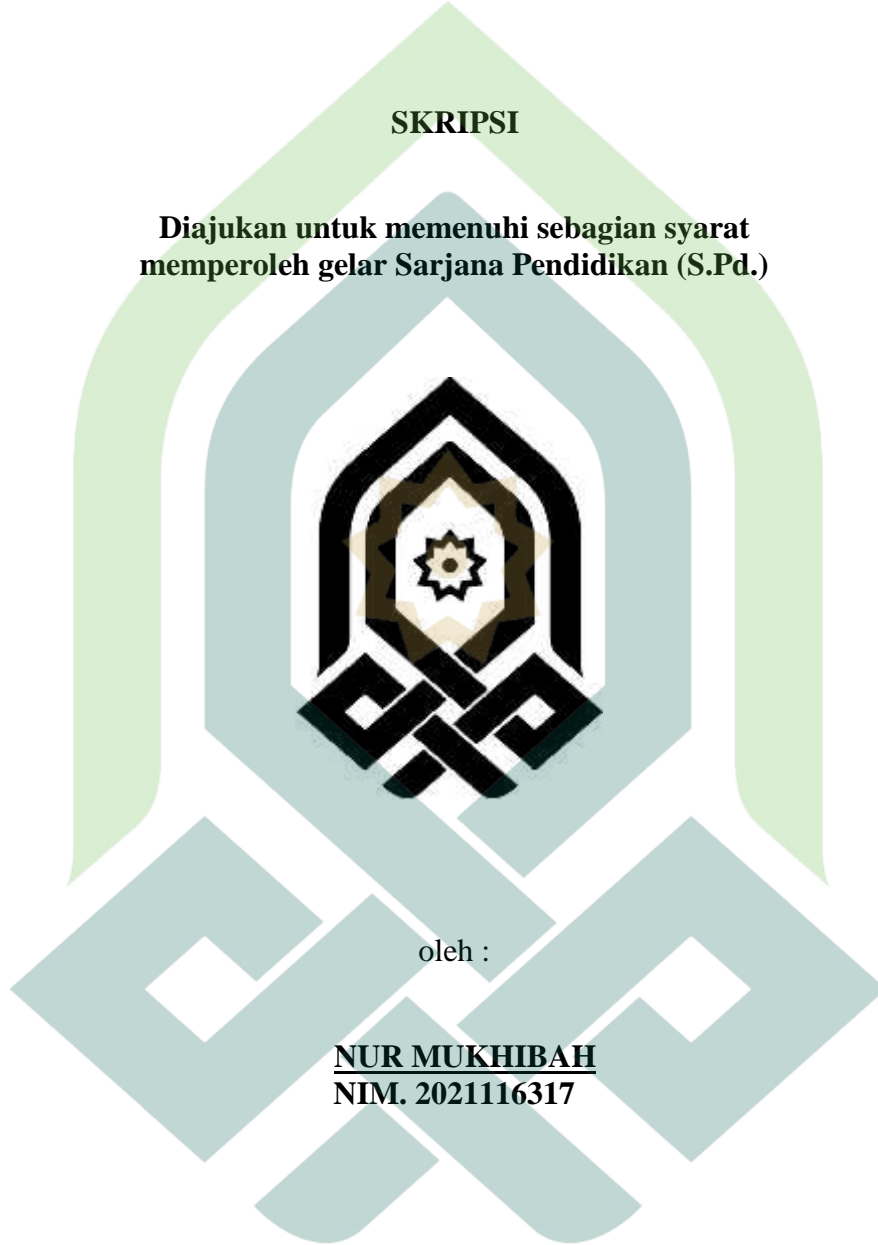 SKRIPSI
Diajukan untuk memenuhi sebagian syarat
memperoleh gelar Sarjana Pendidikan (S.Pd.)
oleh :
NUR MUKHIBAH
NIM. 2021116317